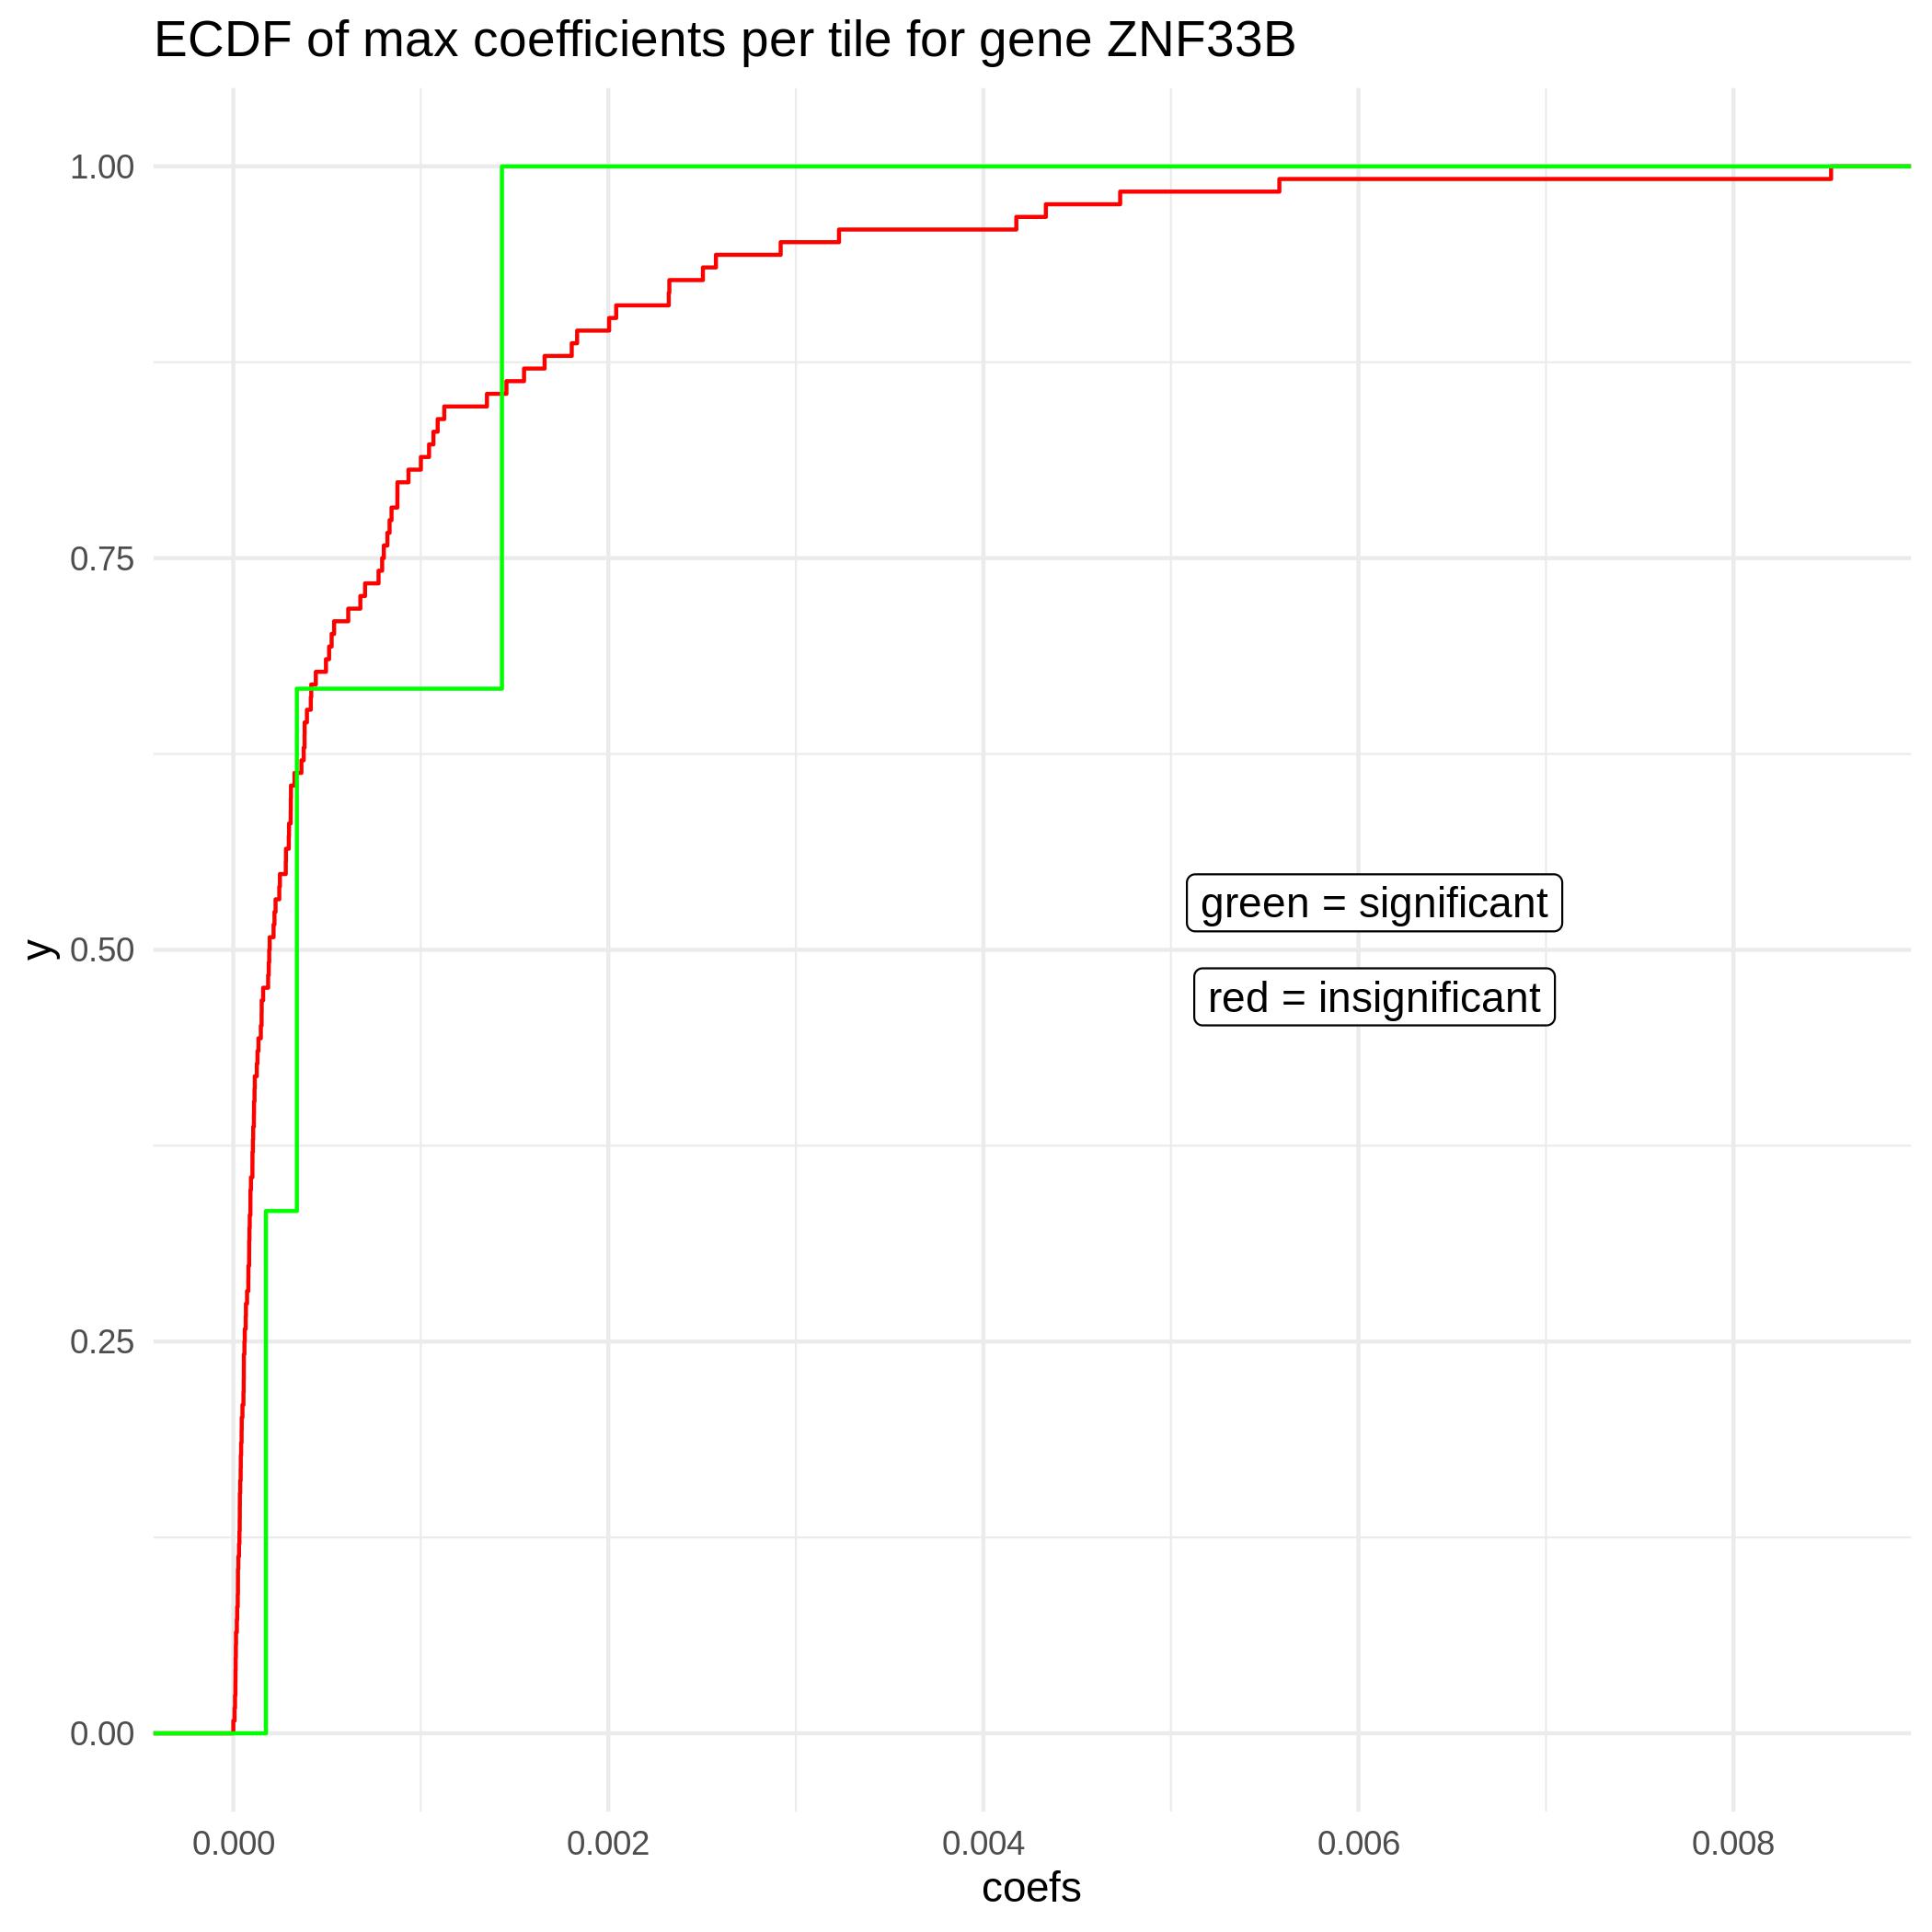 ECDF of max coefficients per tile for gene ZNF33B
1.00
0.75
0.50
0.25
0.00
y
green = significant
red = insignificant
0.000 0.002 0.004 0.006 0.008
coefs